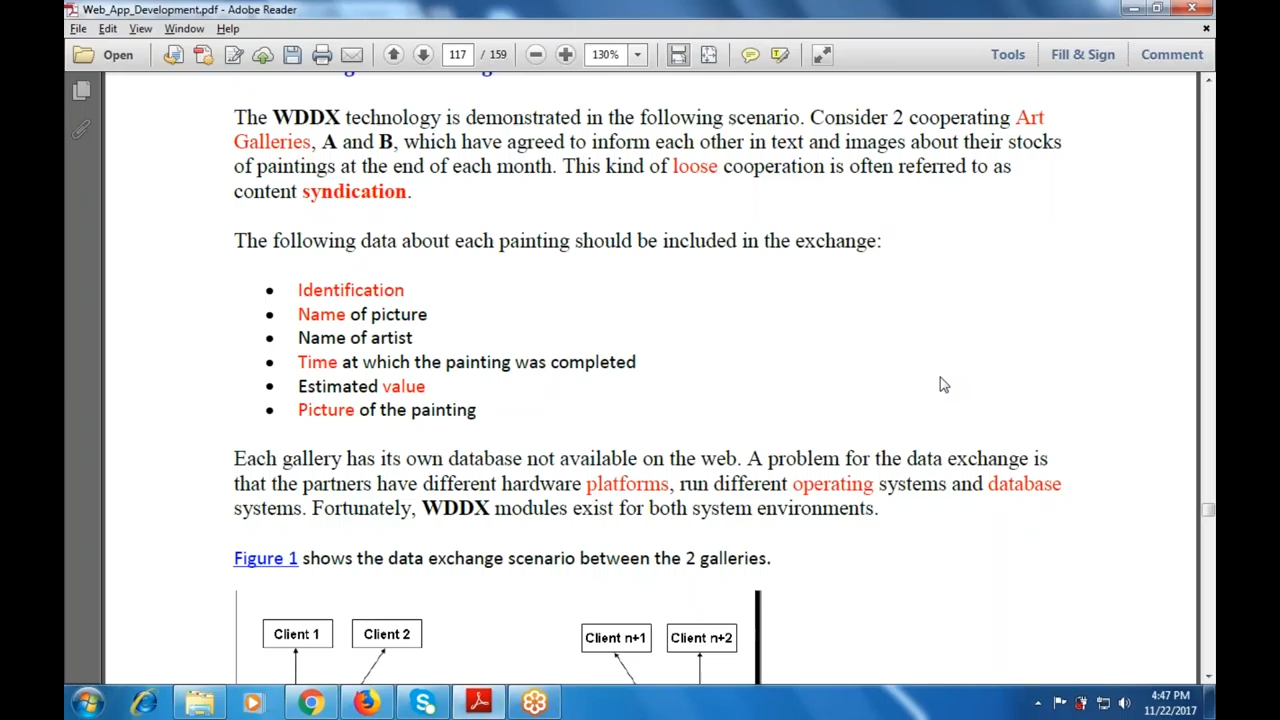 Web_App_Development.pdf - Adobe Reader
File Edit View Window Help
Open 117 / 159 130% Tools Fill & Sign Comment
The WDDX technology is demonstrated in the following scenario. Consider 2 cooperating Art
Galleries, A and B, which have agreed to inform each other in text and images about their stocks
of paintings at the end of each month. This kind of loose cooperation is often referred to as
content syndication.
The following data about each painting should be included in the exchange:
• Identification
• Name of picture
• Name of artist
• Time at which the painting was completed
• Estimated value
• Picture of the painting
Each gallery has its own database not available on the web. A problem for the data exchange is
that the partners have different hardware platforms, run different operating systems and database
systems. Fortunately, WDDX modules exist for both system environments.
Figure 1 shows the data exchange scenario between the 2 galleries.
Client 1 Client 2 Client n+1 Client n+2
4:47 PM
11/22/2017